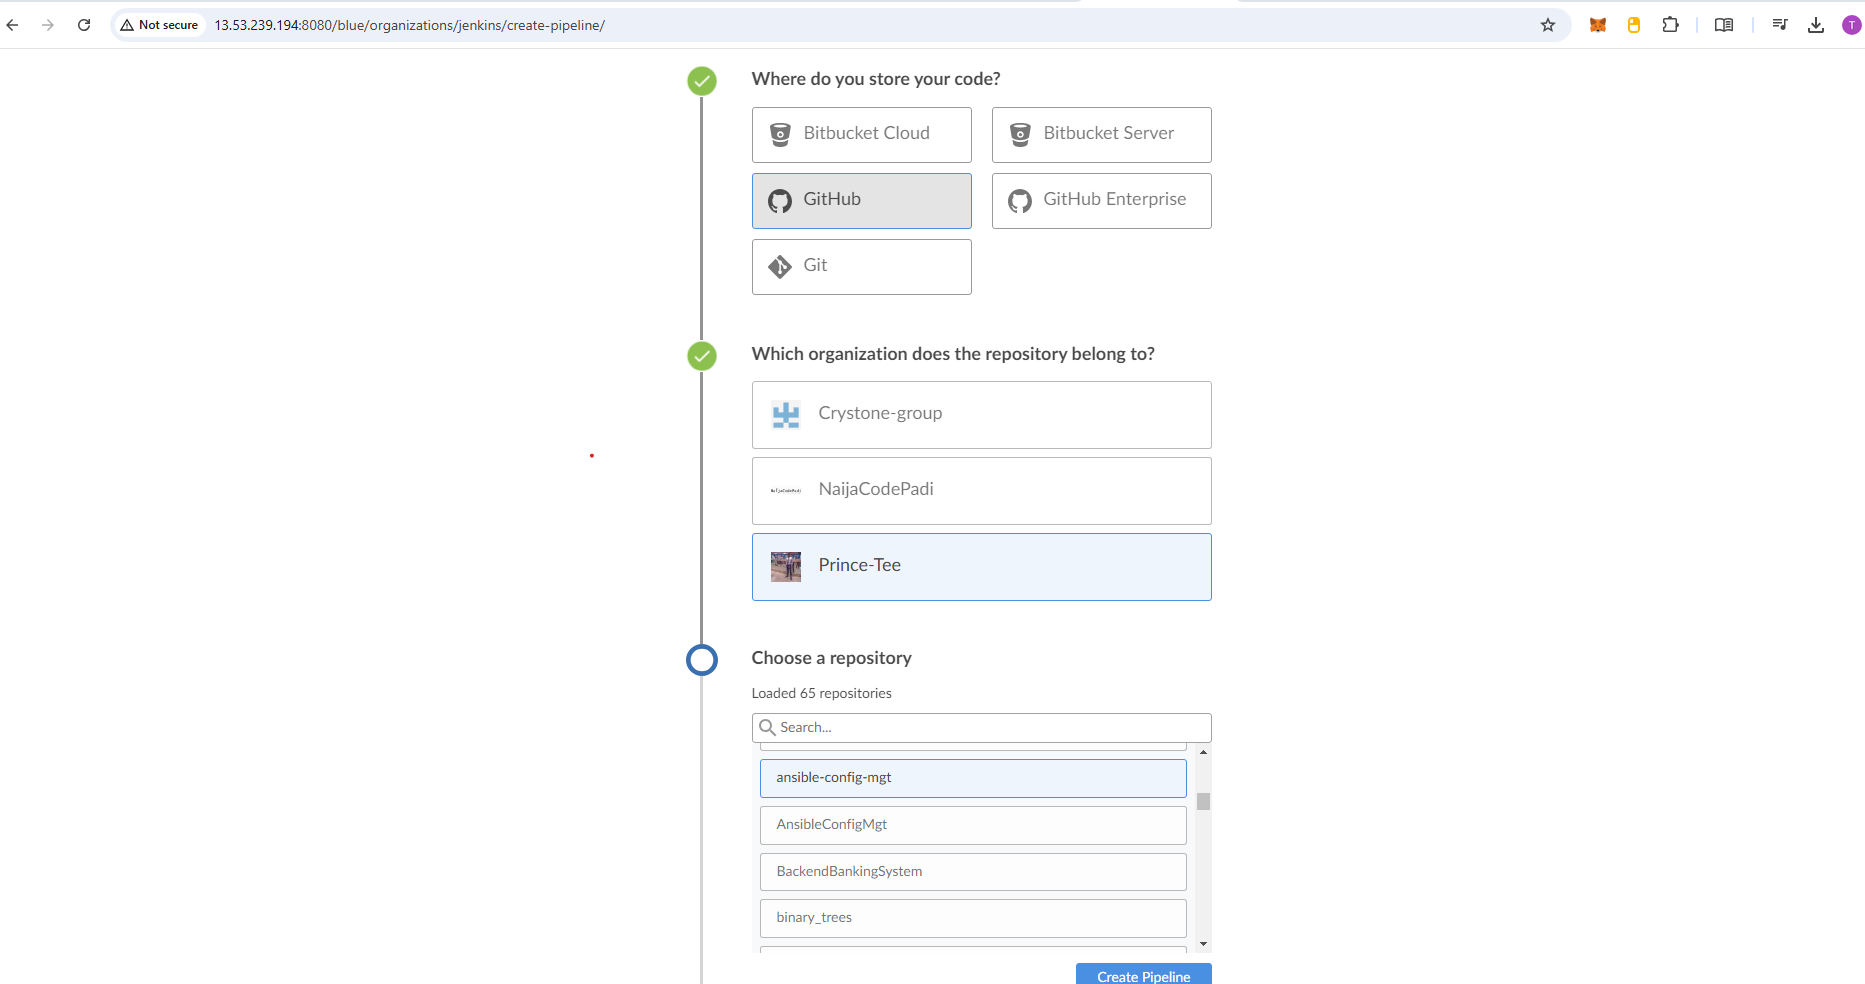 Not secure 13.53.239.194:8080/blue/organizations/jenkins/create-pipeline/
T
Where do you store your code?
Bitbucket Cloud
Bitbucket Server
GitHub
GitHub Enterprise
Git
Which organization does the repository belong to?
Crystone-group
NaijaCodePadi
NaijaCodePadi
Prince-Tee
Choose a repository
Loaded 65 repositories
Search...
ansible-config-mgt
AnsibleConfigMgt
BackendBankingSystem
binary_trees
Create Pipeline